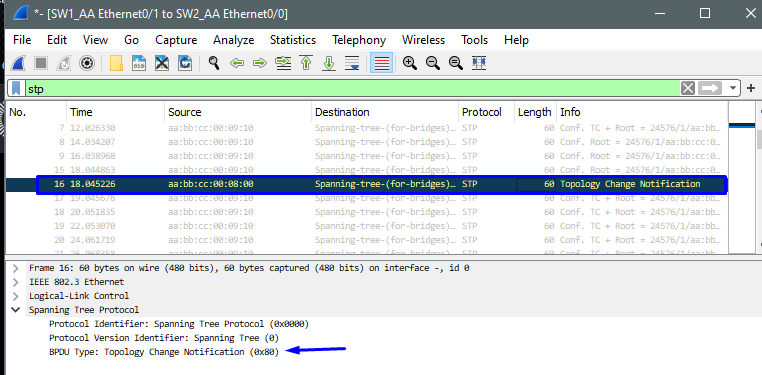 *- [SW1_AA Ethernet0/1 to SW2_AA Ethernet0/0]
File Edit View Go Capture Analyze Statistics Telephony Wireless Tools Help
stp
No. Time Source Destination Protocol Length Info
7 12.026330 aa:bb:cc:00:09:10 Spanning-tree-(for-bridges)… STP 60 Conf. TC + Root = 24576/1/aa:bb…
8 14.034207 aa:bb:cc:00:09:10 Spanning-tree-(for-bridges)… STP 60 Conf. Root = 24576/1/aa:bb:cc:0…
9 16.038968 aa:bb:cc:00:09:10 Spanning-tree-(for-bridges)… STP 60 Conf. Root = 24576/1/aa:bb:cc:0…
15 18.044863 aa:bb:cc:00:09:10 Spanning-tree-(for-bridges)… STP 60 Conf. Root = 24576/1/aa:bb:cc:0…
16 18.045226 aa:bb:cc:00:08:00 Spanning-tree-(for-bridges)… STP 60 Topology Change Notification
17 19.045676 aa:bb:cc:00:09:10 Spanning-tree-(for-bridges)… STP 60 Conf. TC + Root = 24576/1/aa:bb…
18 20.051835 aa:bb:cc:00:09:10 Spanning-tree-(for-bridges)… STP 60 Conf. TC + Root = 24576/1/aa:bb…
19 22.053070 aa:bb:cc:00:09:10 Spanning-tree-(for-bridges)… STP 60 Conf. TC + Root = 24576/1/aa:bb…
20 24.061719 aa:bb:cc:00:09:10 Spanning-tree-(for-bridges)… STP 60 Conf. TC + Root = 24576/1/aa:bb…
Frame 16: 60 bytes on wire (480 bits), 60 bytes captured (480 bits) on interface -, id 0
IEEE 802.3 Ethernet
Logical-Link Control
Spanning Tree Protocol
Protocol Identifier: Spanning Tree Protocol (0x0000)
Protocol Version Identifier: Spanning Tree (0)
BPDU Type: Topology Change Notification (0x80)